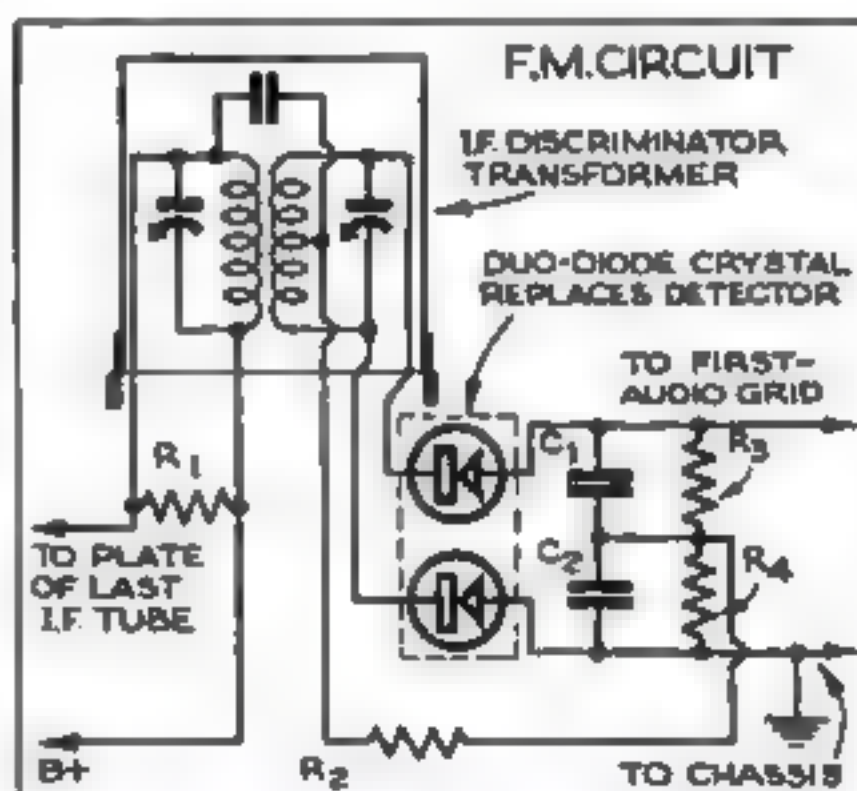 F.M. CIRCUIT
I.F. DISCRIMINATOR
TRANSFORMER
DUO-DIODE CRYSTAL
REPLACES DETECTOR
TO FIRST-
AUDIO GRID
R1
C1
R3
TO PLATE
OF LAST
I.F. TUBE
C2
R4
B+
R2
TO CHASSIS